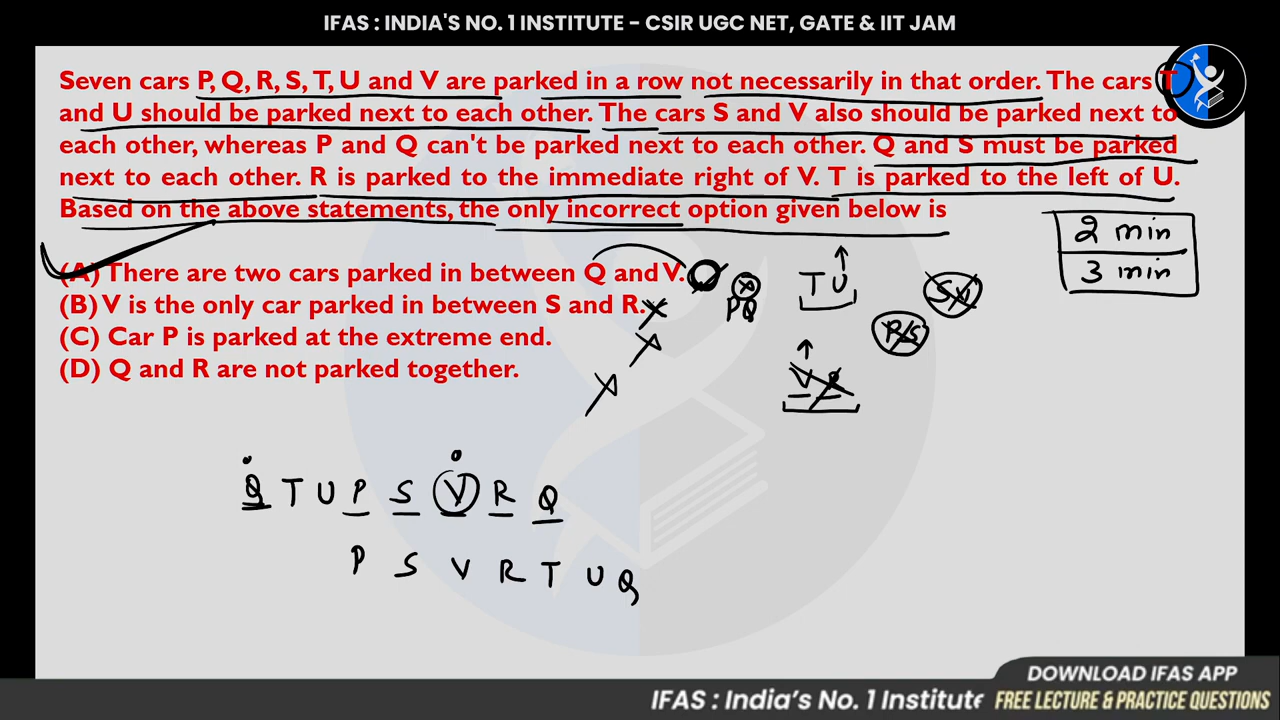 IFAS : INDIA'S NO. 1 INSTITUTE - CSIR UGC NET, GATE & IIT JAM
Seven cars P, Q, R, S, T, U and V are parked in a row not necessarily in that order. The cars T
and U should be parked next to each other. The cars S and V also should be parked next to
each other, whereas P and Q can't be parked next to each other. Q and S must be parked
next to each other. R is parked to the immediate right of V. T is parked to the left of U.
Based on the above statements, the only incorrect option given below is
2 min
3 min
(A) There are two cars parked in between Q and V.
(B) V is the only car parked in between S and R.
(C) Car P is parked at the extreme end.
(D) Q and R are not parked together.
T U
S V
P Q
Q T U P S V R Q
P S V R T U Q
DOWNLOAD IFAS APP
IFAS : India's No. 1 Institute FREE LECTURE & PRACTICE QUESTIONS